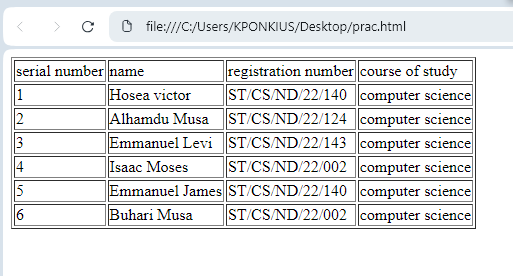 file:///C:/Users/KPONKIUS/Desktop/prac.html
serial number name registration number course of study
1 Hosea victor ST/CS/ND/22/140 computer science
2 Alhamdu Musa ST/CS/ND/22/124 computer science
3 Emmanuel Levi ST/CS/ND/22/143 computer science
4 Isaac Moses ST/CS/ND/22/002 computer science
5 Emmanuel James ST/CS/ND/22/140 computer science
6 Buhari Musa ST/CS/ND/22/002 computer science